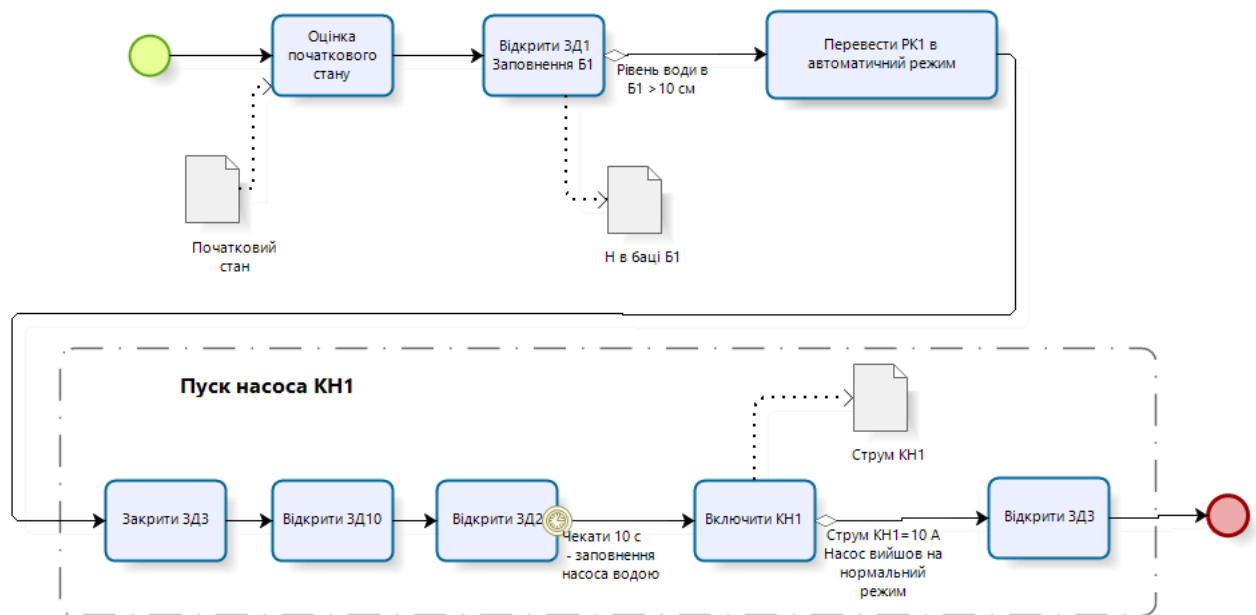 Оцінка
початкового
стану
Відкрити ЗД1
Заповнення Б1
Рівень води в
Б1 >10 см
Перевести РК1 в
автоматичний режим
Початковий
стан
Н в баці Б1
Пуск насоса КН1
Струм КН1
Закрити ЗД3
Відкрити ЗД10
Відкрити ЗД2
Чекати 10 с
- заповнення
насоса водою
Включити КН1
Струм КН1=10 А
Насос вийшов на
нормальний
режим
Відкрити ЗД3